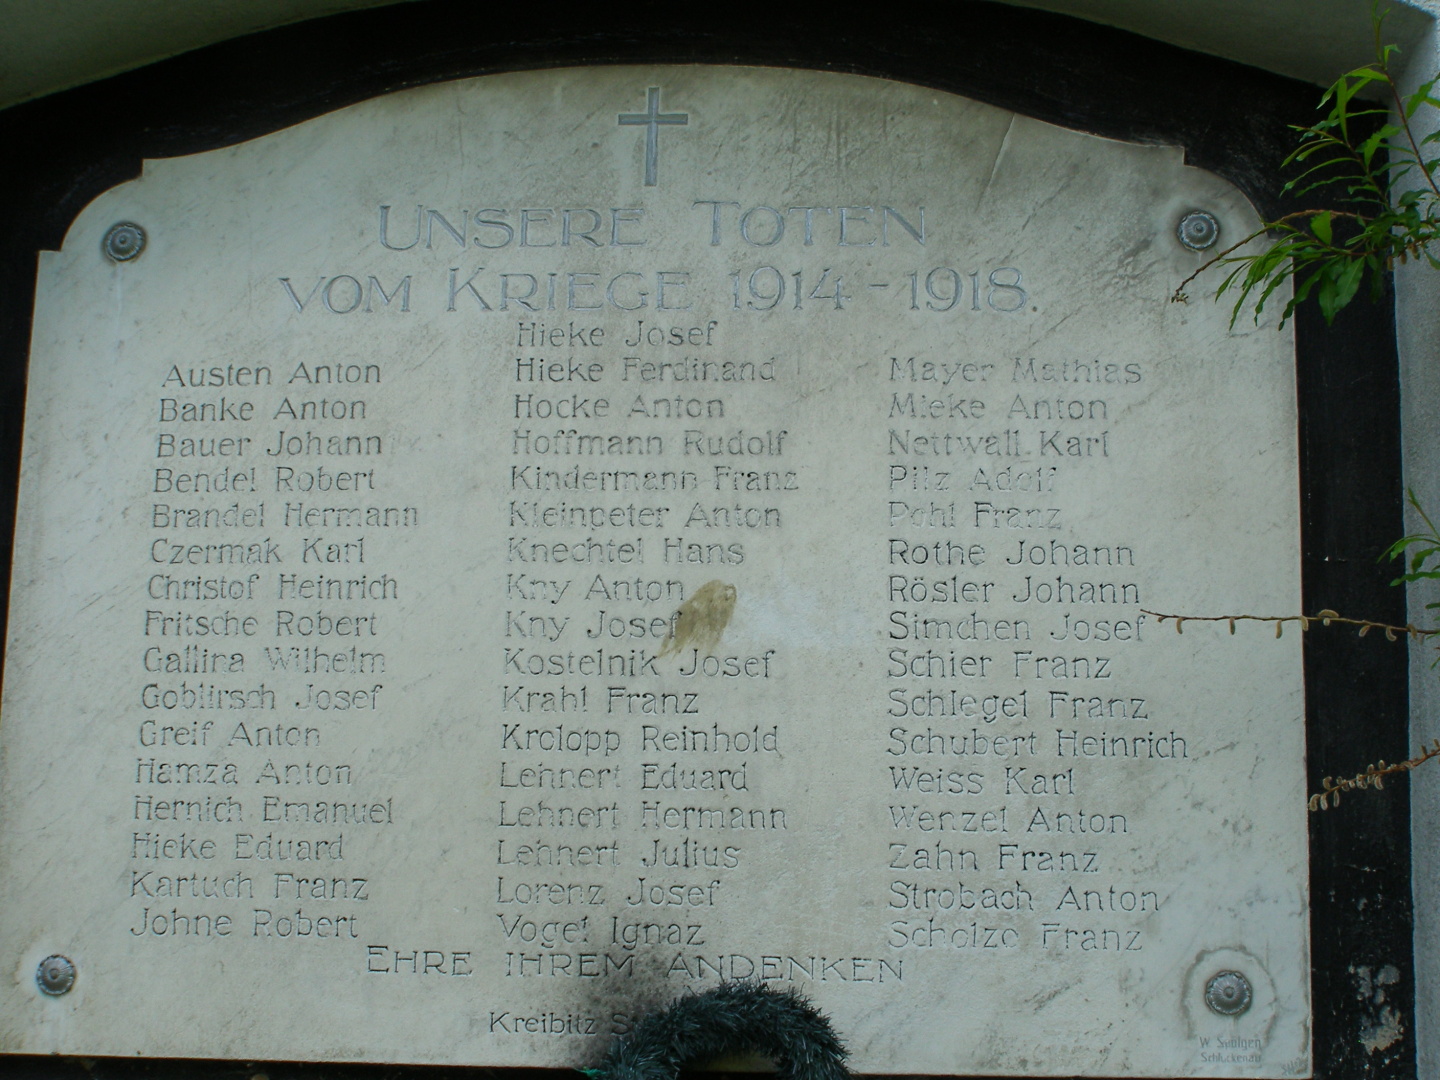 UNSERE TOTEN
VOM KRIEGE 1914-1918.
Austen Anton
Banke Anton
Bauer Johann
Bendel Robert
Brandel Hermann
Czermak Karl
Christof Heinrich
Fritsche Robert
Gallina Wilhelm
Goblirsch Josef
Greif Anton
Hamza Anton
Hernich Emanuel
Hieke Eduard
Kartuch Franz
Johne Robert
Hieke Josef
Hieke Ferdinand
Hocke Anton
Hoffmann Rudolf
Kindermann Franz
Kleinpeter Anton
Knechtel Hans
Kny Anton
Kny Josef
Kostelnik Josef
Krahl Franz
Krolopp Reinhold
Lehnert Eduard
Lehnert Hermann
Lehnert Julius
Lorenz Josef
Vogel Ignaz
Mayer Mathias
Mieke Anton
Nettwall Karl
Pilz Adolf
Pohl Franz
Rothe Johann
Rösler Johann
Simchen Josef
Schier Franz
Schlegel Franz
Schubert Heinrich
Weiss Karl
Wenzel Anton
Zahn Franz
Strobach Anton
Scholze Franz
EHRE IHREM ANDENKEN
Kreibitz
W.
Schluckenau